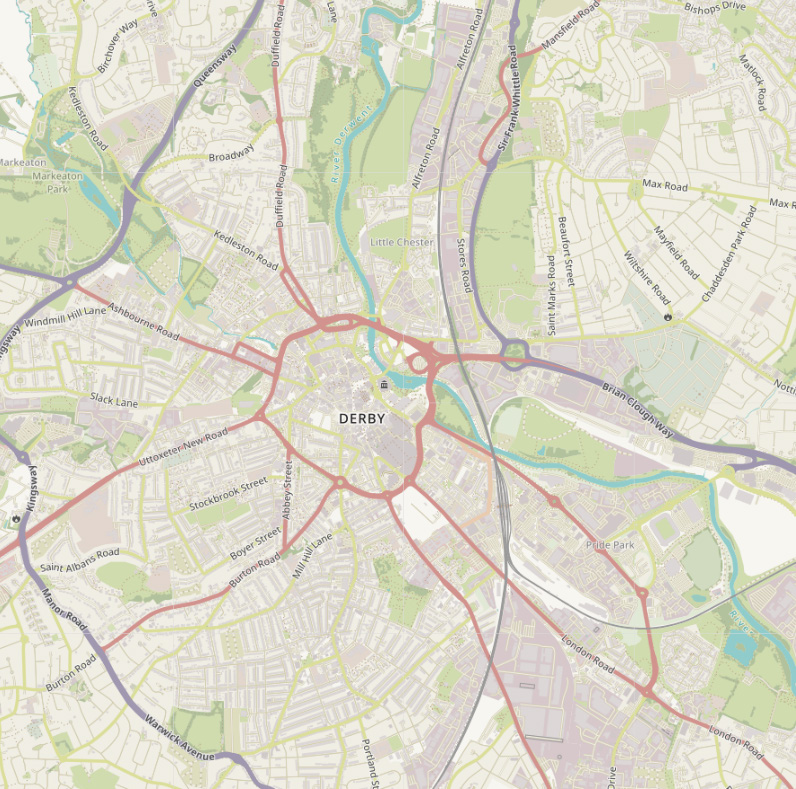 Bishops Drive
Lane
Duffield Road
Alfreton Road
Mansfield Road
Birchover Way
Queensway
Sir Frank Whittle Road
Matlock Road
Kedleston Road
River Derwent
Broadway
Alfreton Road
Markeaton
Markeaton
Park
Duffield Road
Max Road
Max R
Little Chester
Kedleston Road
Stores Road
Beaufort Street
Mayfield Road
Chaddesden Park Road
Wiltshire Road
Saint Marks Road
Windmill Hill Lane
Ashbourne Road
ngsway
Slack Lane
Brian Clough Way
Notti
DERBY
Uttoxeter New Road
Kingsway
Stockbrook Street
Abbey Street
Boyer Street
Mill Hill Lane
Pride Park
Saint Albans Road
Burton Road
Manor Road
River
London Road
Burton Road
Warwick Avenue
London Road
Portland St
Drive